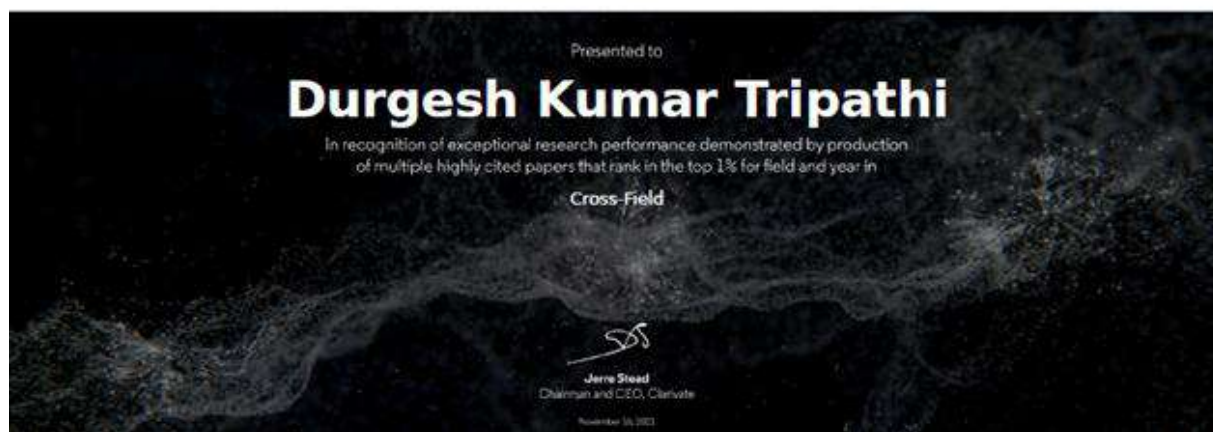 Presented to
Durgesh Kumar Tripathi
In recognition of exceptional research performance demonstrated by production
of multiple highly cited papers that rank in the top 1% for field and year in
Cross-Field
Jerre Stead
Chairman and CEO, Clarivate
November